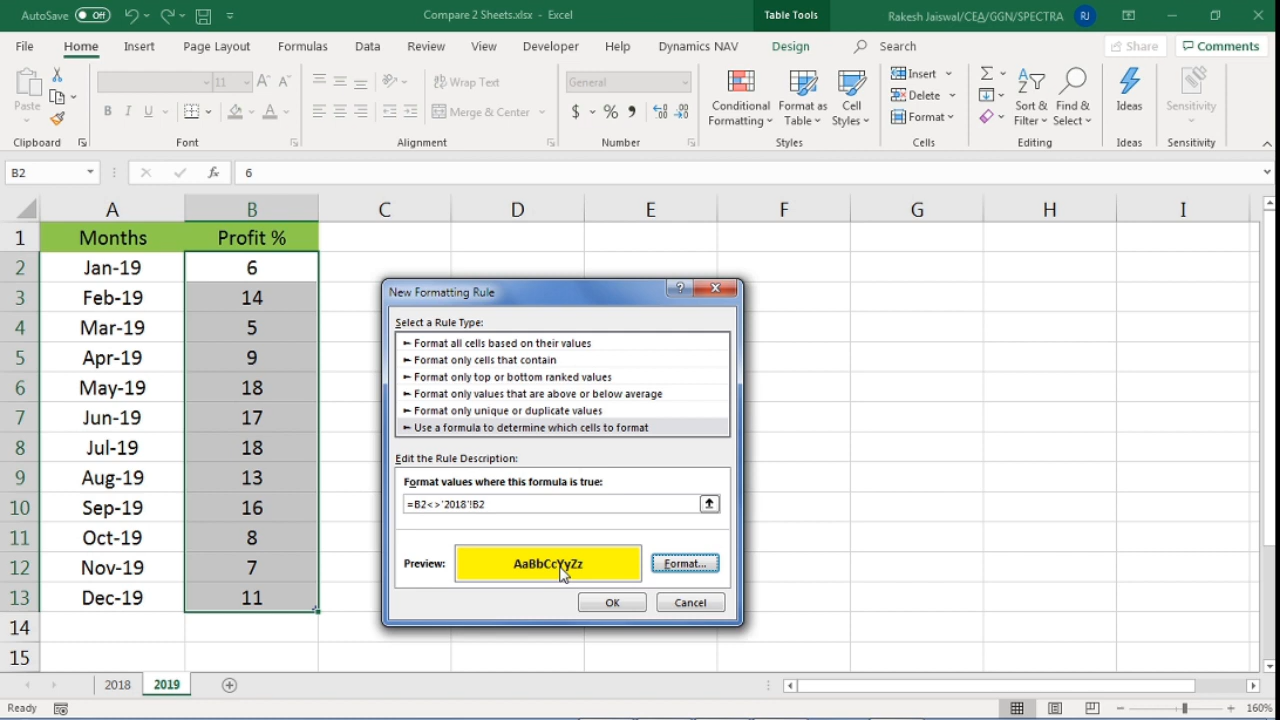 AutoSave Off Compare 2 Sheets.xlsx - Excel Table Tools Rakesh Jaiswal/CEA/GGN/SPECTRA RJ
File Home Insert Page Layout Formulas Data Review View Developer Help Dynamics NAV Design Search Share Comments
Paste
11 A A
B I U A
Wrap Text
Merge & Center
General
$ % ,
Conditional Formatting
Format as Table
Cell Styles
Insert
Delete
Format
Sort & Filter
Find & Select
Ideas
Sensitivity
Clipboard Font Alignment Number Styles Cells Editing Ideas Sensitivity
B2 fx 6
A B C D E F G H I
1 Months Profit %
2 Jan-19 6
3 Feb-19 14
4 Mar-19 5
5 Apr-19 9
6 May-19 18
7 Jun-19 17
8 Jul-19 18
9 Aug-19 13
10 Sep-19 16
11 Oct-19 8
12 Nov-19 7
13 Dec-19 11
14
15
New Formatting Rule ? X
Select a Rule Type:
► Format all cells based on their values
► Format only cells that contain
► Format only top or bottom ranked values
► Format only values that are above or below average
► Format only unique or duplicate values
► Use a formula to determine which cells to format
Edit the Rule Description:
Format values where this formula is true:
=B2<>'2018'!B2
Preview: AaBbCcYyZz Format...
OK Cancel
2018 2019
Ready 160%